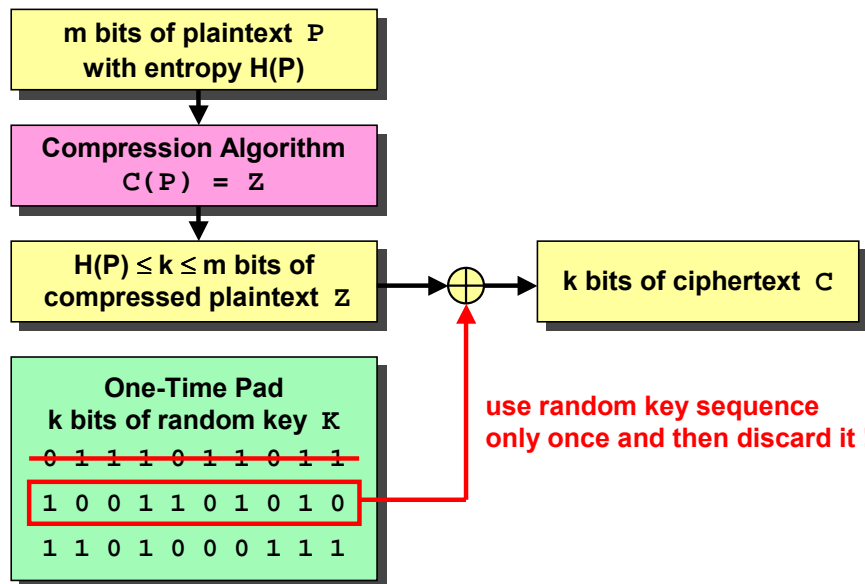 m bits of plaintext P
with entropy H(P)
Compression Algorithm
C(P) = Z
H(P) ≤ k ≤ m bits of
compressed plaintext Z
k bits of ciphertext C
One-Time Pad
k bits of random key K
0 1 1 1 0 1 1 0 1 1
1 0 0 1 1 0 1 0 1 0
1 1 0 1 0 0 0 1 1 1
use random key sequence
only once and then discard it